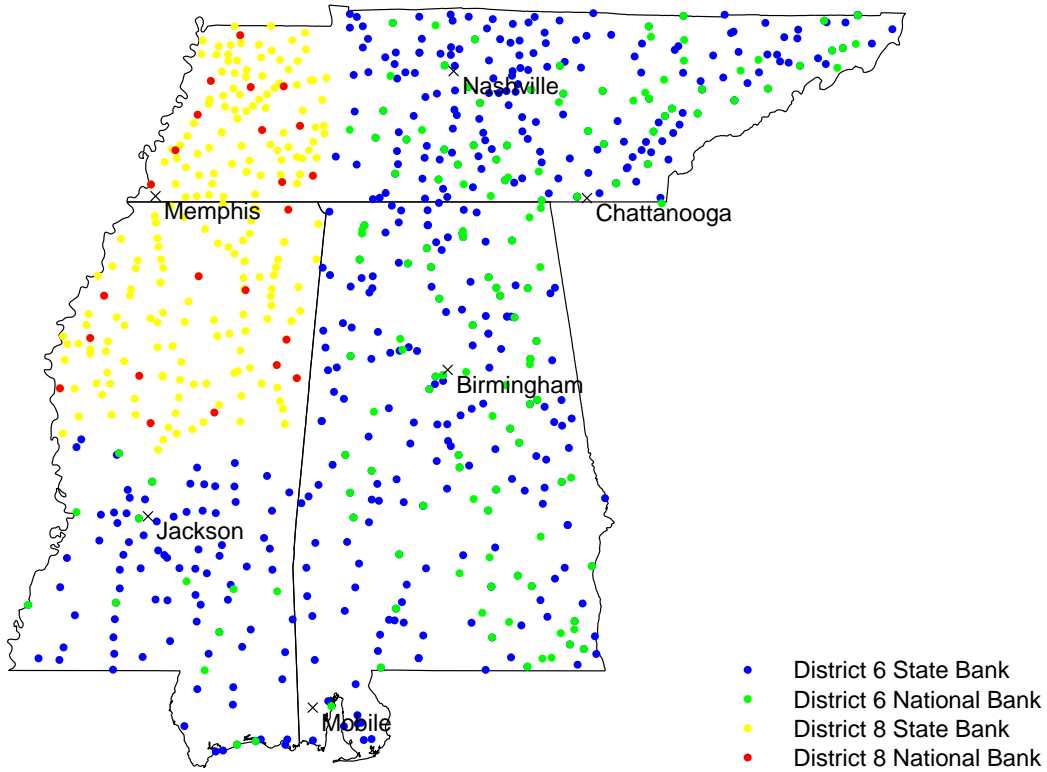 Nashville
Memphis
Chattanooga
Birmingham
Jackson
Mobile
District 6 State Bank
District 6 National Bank
District 8 State Bank
District 8 National Bank